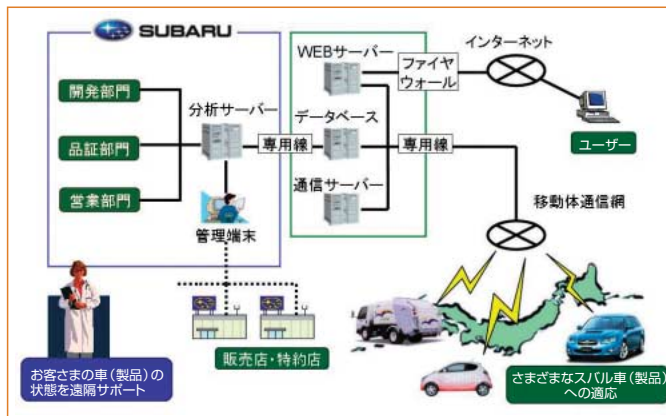 SUBARU
開発部門
品証部門
営業部門
分析サーバー
管理端末
専用線
WEBサーバー
データベース
通信サーバー
ファイヤ
ウォール
専用線
インターネット
ユーザー
移動体通信網
販売店・特約店
お客さまの車（製品）の
状態を遠隔サポート
さまざまなスバル車（製品）
への適応